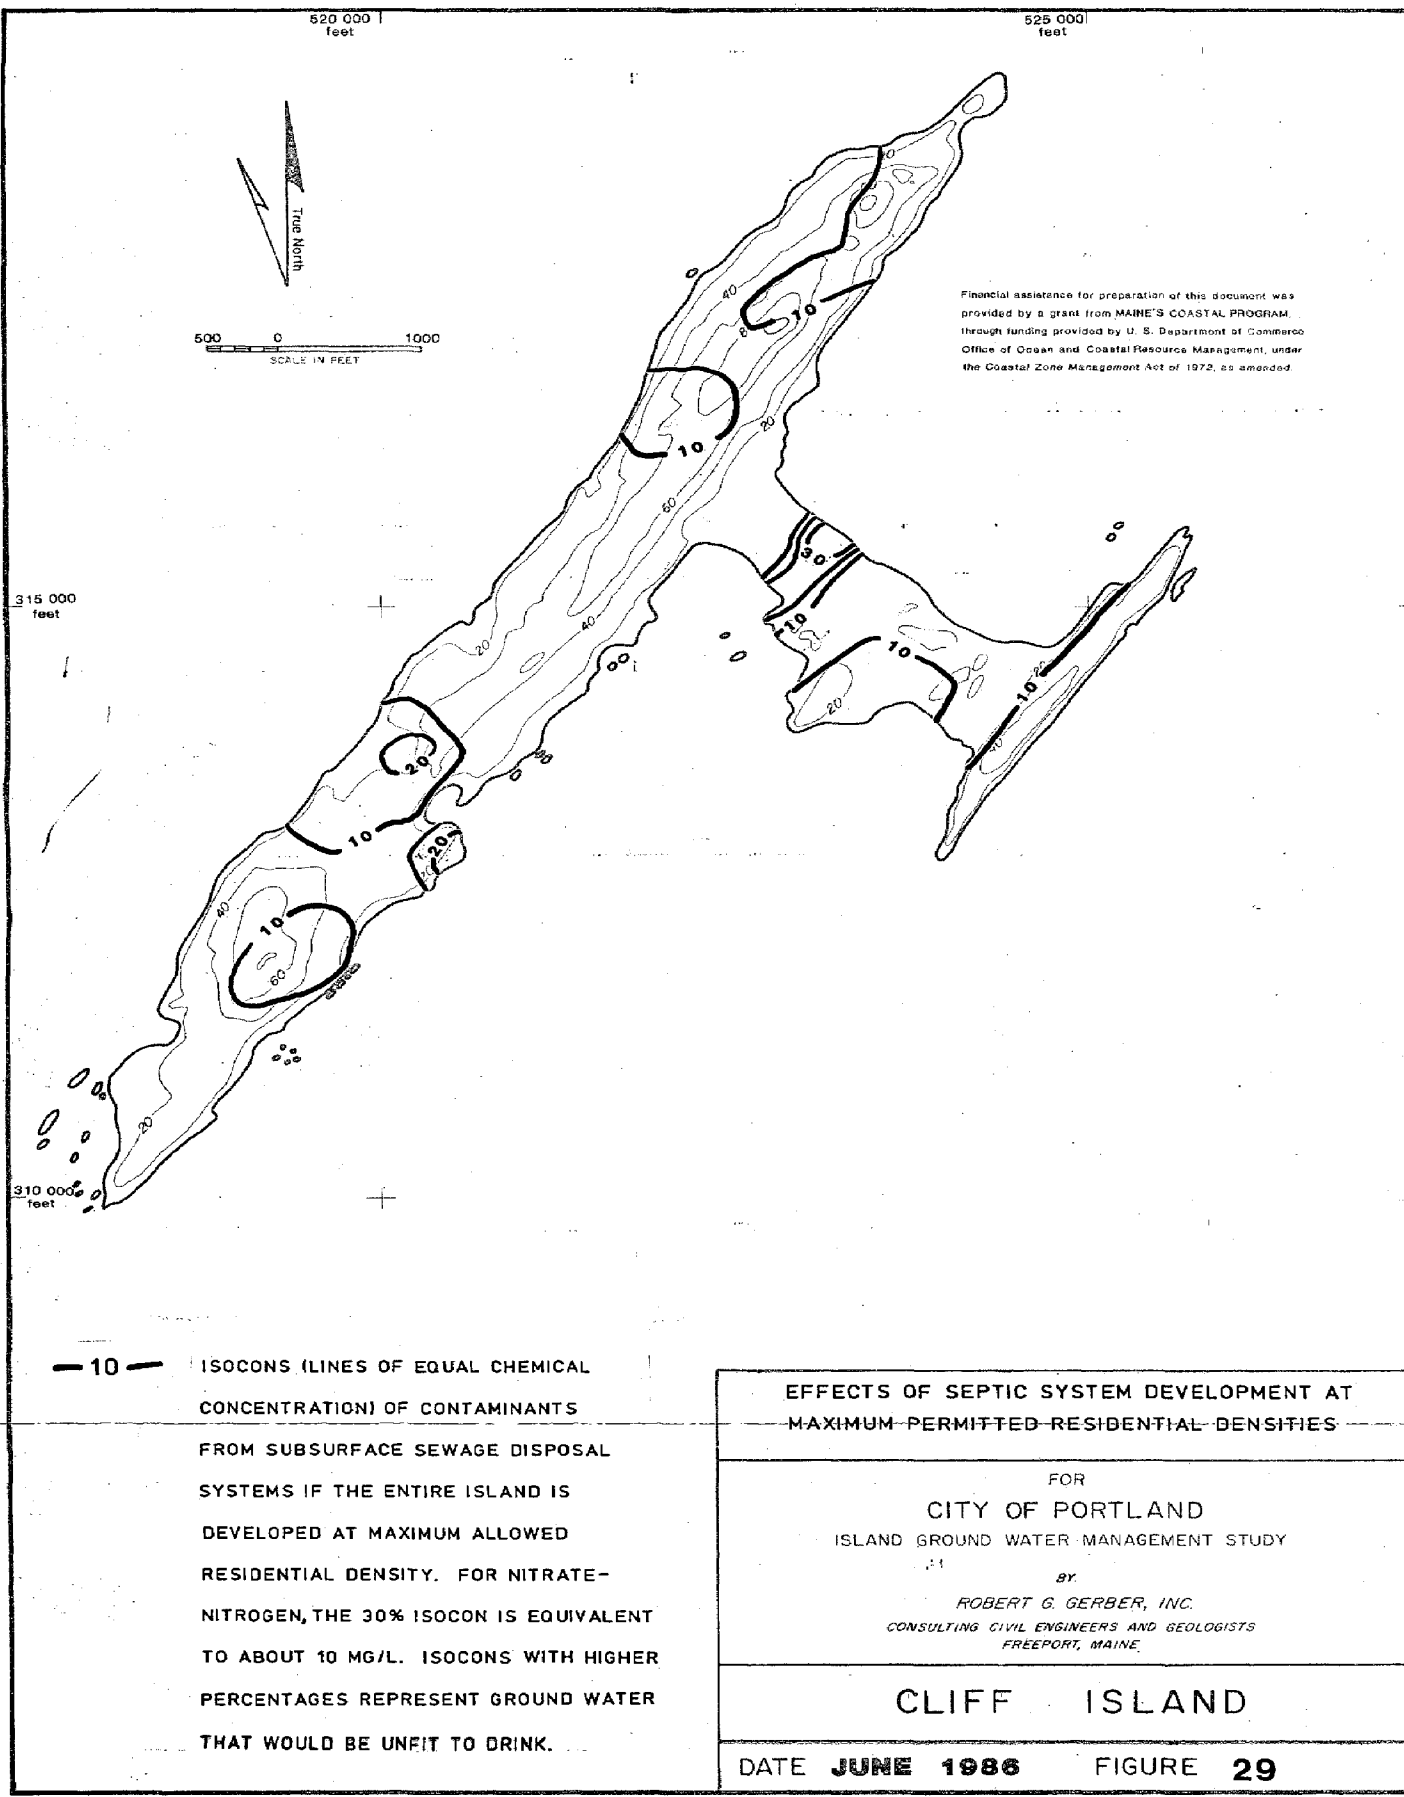 520 000
feet
525 000
feet
True North
500 0 1000
SCALE IN FEET
Financial assistance for preparation of this document was
provided by a grant from MAINE'S COASTAL PROGRAM,
through funding provided by U. S. Department of Commerce
Office of Ocean and Coastal Resource Management, under
the Coastal Zone Management Act of 1972, as amended.
40
10
10
20
60
30
315 000
feet
10
40
20
10
20
20
10
20
10
20
40
10
60
20
310 000
feet
10
ISOCONS (LINES OF EQUAL CHEMICAL
CONCENTRATION) OF CONTAMINANTS
FROM SUBSURFACE SEWAGE DISPOSAL
SYSTEMS IF THE ENTIRE ISLAND IS
DEVELOPED AT MAXIMUM ALLOWED
RESIDENTIAL DENSITY. FOR NITRATE-
NITROGEN, THE 30% ISOCON IS EQUIVALENT
TO ABOUT 10 MG/L. ISOCONS WITH HIGHER
PERCENTAGES REPRESENT GROUND WATER
THAT WOULD BE UNFIT TO DRINK.
EFFECTS OF SEPTIC SYSTEM DEVELOPMENT AT
MAXIMUM PERMITTED RESIDENTIAL DENSITIES
FOR
CITY OF PORTLAND
ISLAND GROUND WATER MANAGEMENT STUDY
BY
ROBERT G. GERBER, INC.
CONSULTING CIVIL ENGINEERS AND GEOLOGISTS
FREEPORT, MAINE
CLIFF ISLAND
DATE JUNE 1986 FIGURE 29